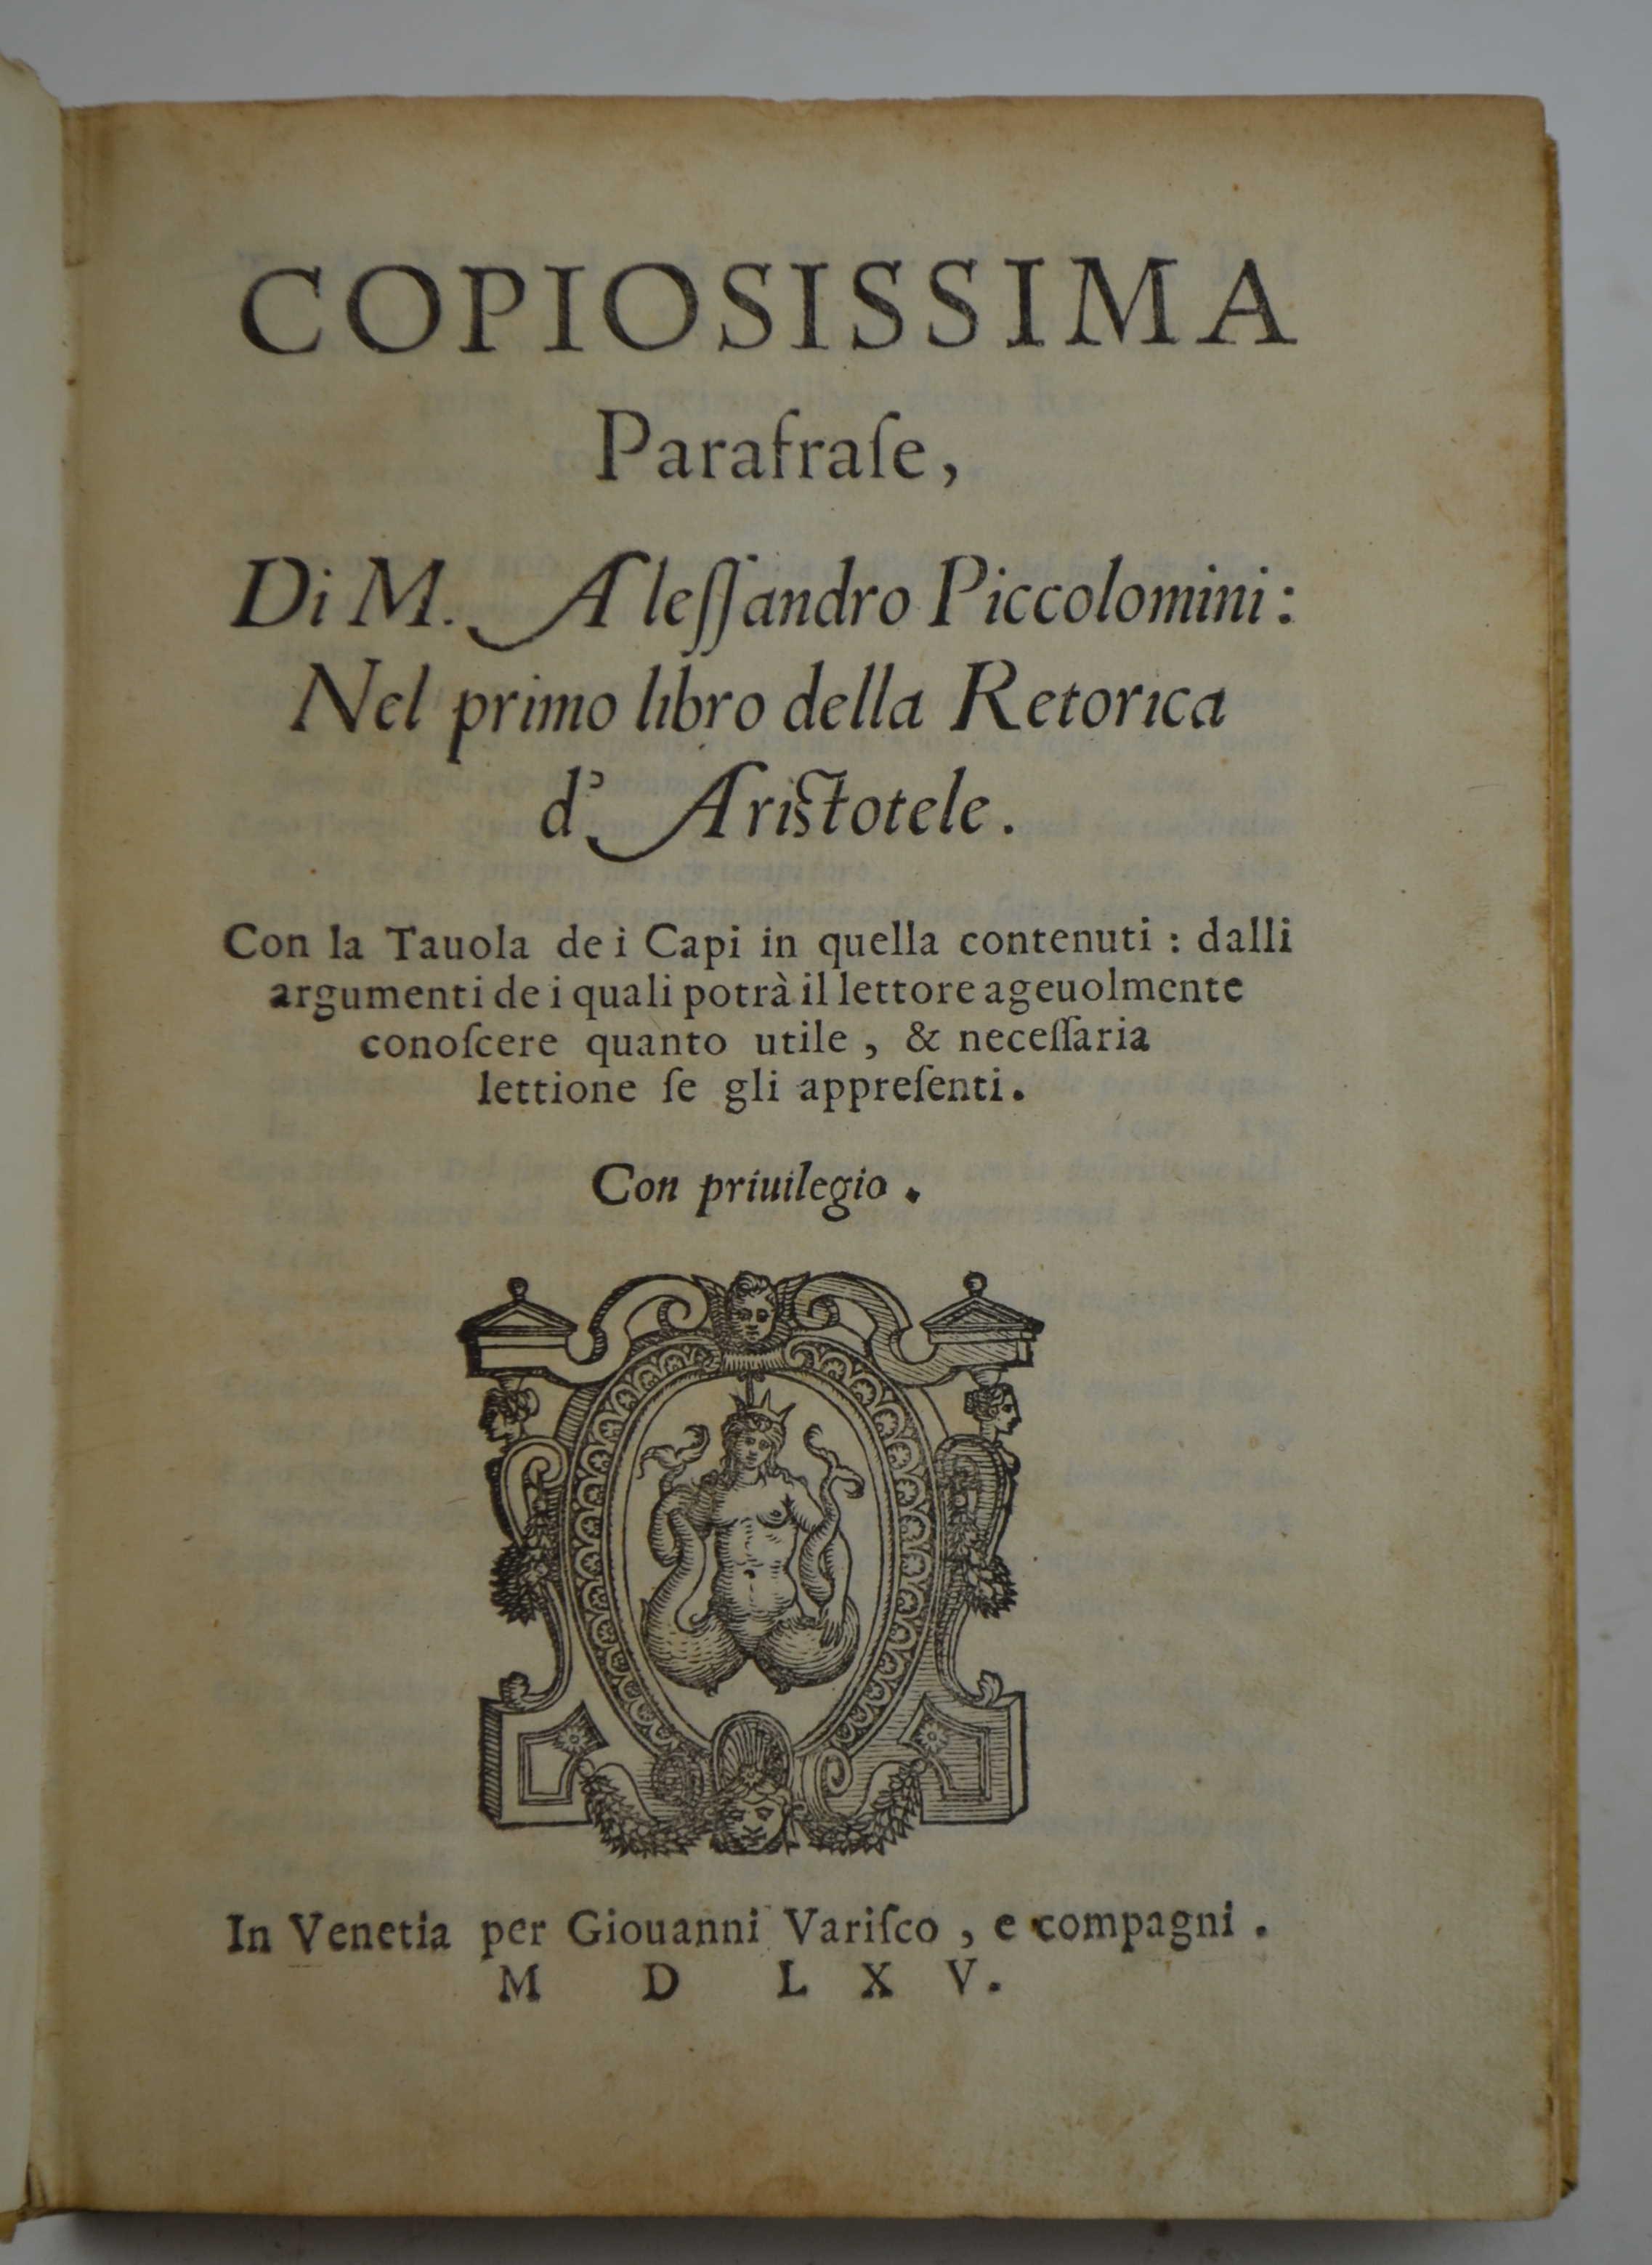 COPIOSISSIMA
Parafraſe,
Di M. Aleſſandro Piccolomini:
Nel primo libro della Retorica
d'Ariſtotele.
Con la Tauola de i Capi in quella contenuti : dalli
argumenti de i quali potrà il lettore ageuolmente
conoſcere quanto utile , & neceſſaria
lettione ſe gli appreſenti.
Con priuilegio.
In Venetia per Giouanni Variſco , e compagni .
M D L X V.